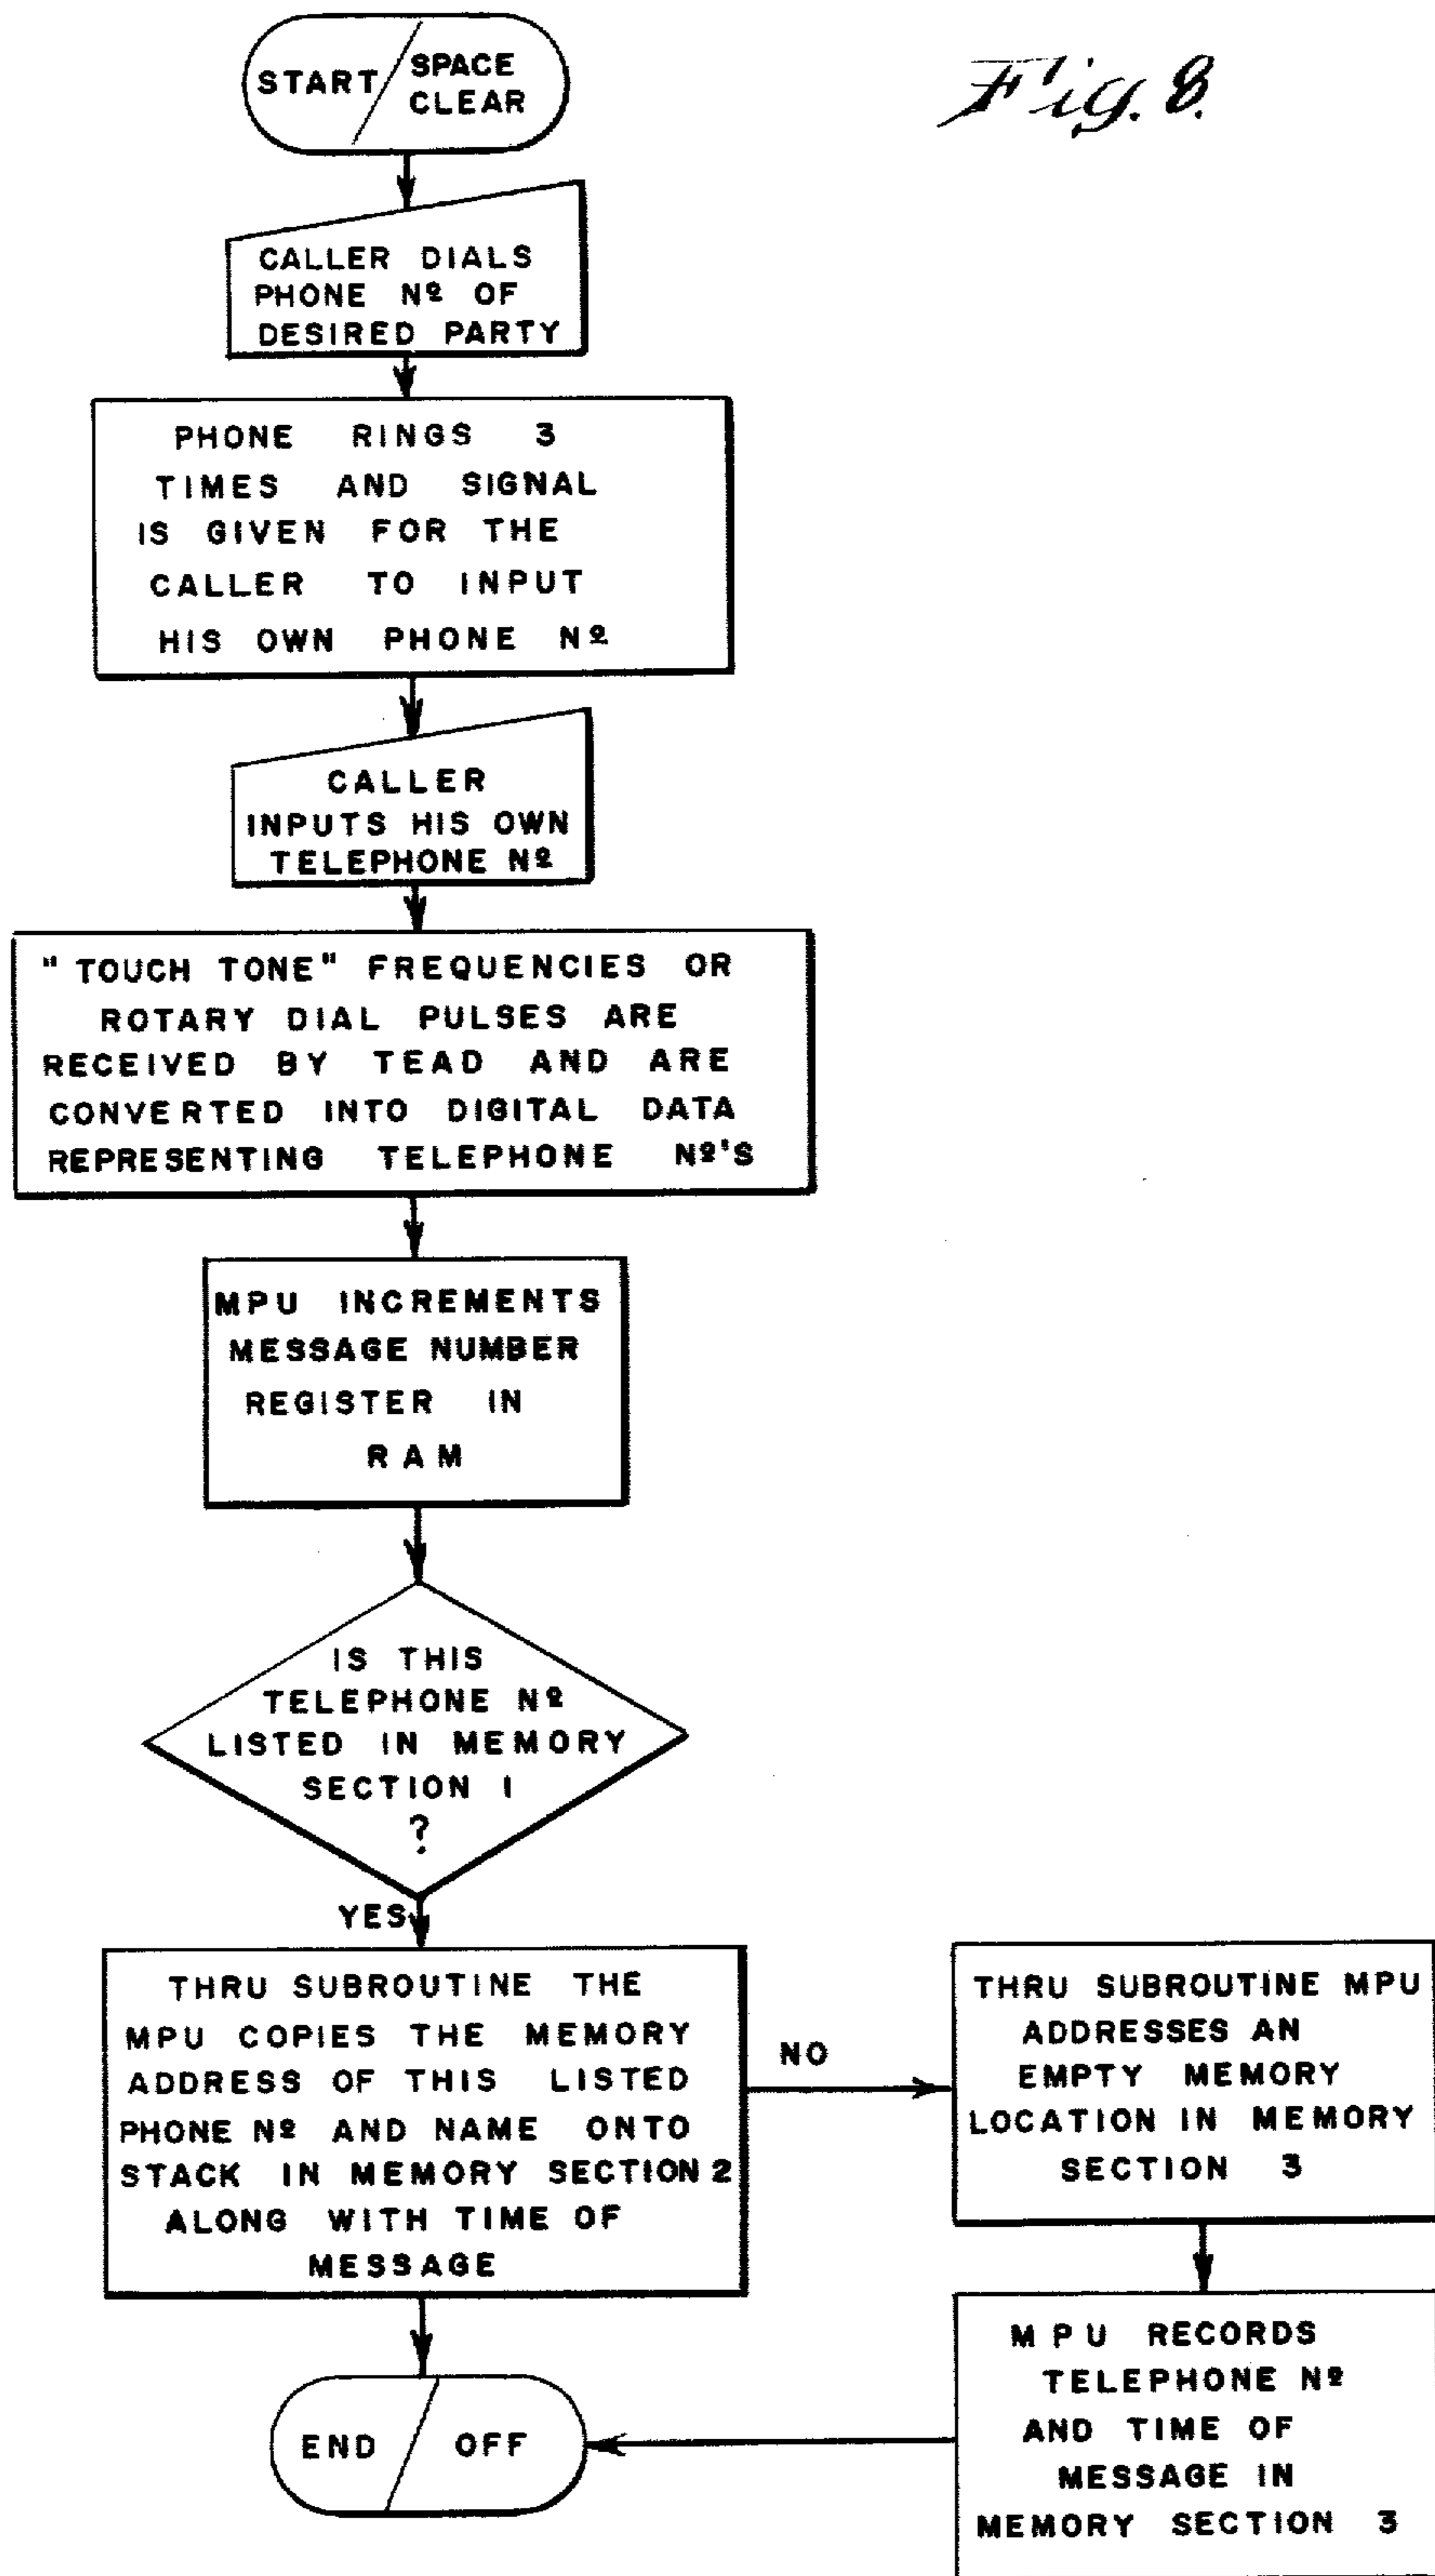 Fig. 8.
START / SPACE
CLEAR
CALLER DIALS
PHONE Nº OF
DESIRED PARTY
PHONE RINGS 3
TIMES AND SIGNAL
IS GIVEN FOR THE
CALLER TO INPUT
HIS OWN PHONE Nº
CALLER
INPUTS HIS OWN
TELEPHONE Nº
"TOUCH TONE" FREQUENCIES OR
ROTARY DIAL PULSES ARE
RECEIVED BY TEAD AND ARE
CONVERTED INTO DIGITAL DATA
REPRESENTING TELEPHONE Nº'S
MPU INCREMENTS
MESSAGE NUMBER
REGISTER IN
RAM
IS THIS
TELEPHONE Nº
LISTED IN MEMORY
SECTION 1
?
YES
THRU SUBROUTINE THE
MPU COPIES THE MEMORY
ADDRESS OF THIS LISTED
PHONE Nº AND NAME ONTO
STACK IN MEMORY SECTION 2
ALONG WITH TIME OF
MESSAGE
NO
THRU SUBROUTINE MPU
ADDRESSES AN
EMPTY MEMORY
LOCATION IN MEMORY
SECTION 3
MPU RECORDS
TELEPHONE Nº
AND TIME OF
MESSAGE IN
MEMORY SECTION 3
END / OFF